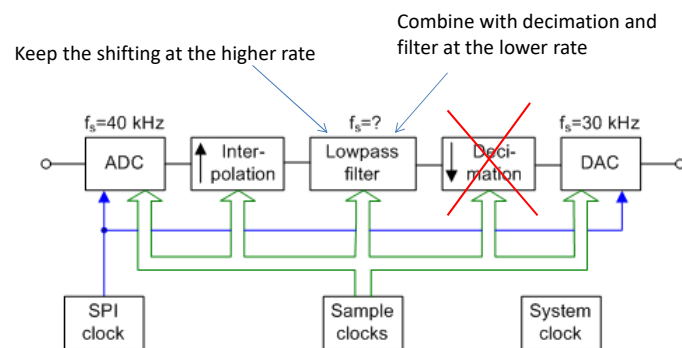 Combine with decimation and
filter at the lower rate
Keep the shifting at the higher rate
fs=40 kHz
fs=?
fs=30 kHz
ADC
Inter-
polation
Lowpass
filter
Deci-
mation
DAC
SPI
clock
Sample
clocks
System
clock